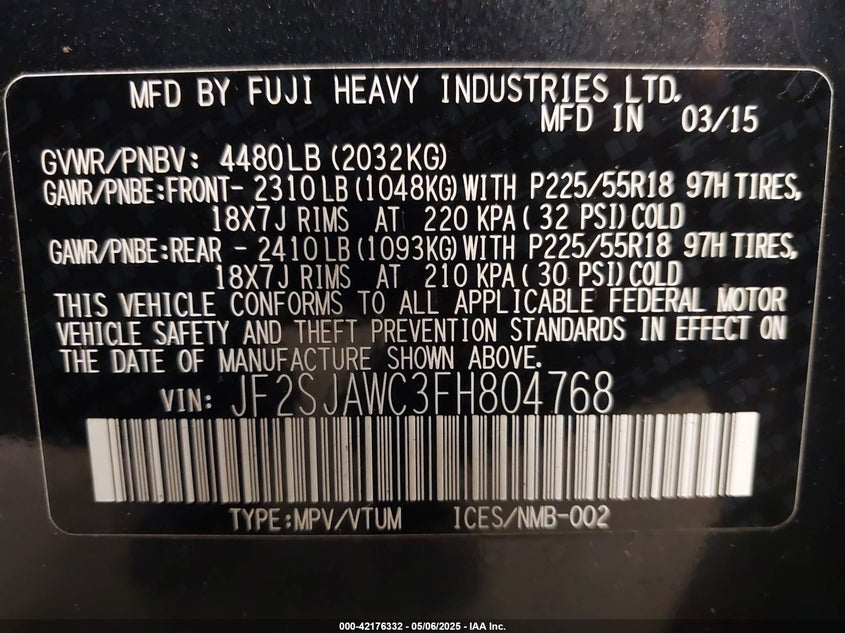 MFD BY FUJI HEAVY INDUSTRIES LTD.
MFD IN 03/15
GVWR/PNBV: 4480LB (2032KG)
GAWR/PNBE:FRONT- 2310LB (1048KG) WITH P225/55R18 97H TIRES,
18X7J RIMS AT 220 KPA ( 32 PSI) COLD
GAWR/PNBE:REAR - 2410LB (1093KG) WITH P225/55R18 97H TIRES,
18X7J RIMS AT 210 KPA ( 30 PSI) COLD
THIS VEHICLE CONFORMS TO ALL APPLICABLE FEDERAL MOTOR
VEHICLE SAFETY AND THEFT PREVENTION STANDARDS IN EFFECT ON
THE DATE OF MANUFACTURE SHOWN ABOVE.
VIN: JF2SJAWC3FH804768
TYPE:MPV/VTUM ICES/NMB-002
000-42176332 - 05/06/2025 - IAA Inc.